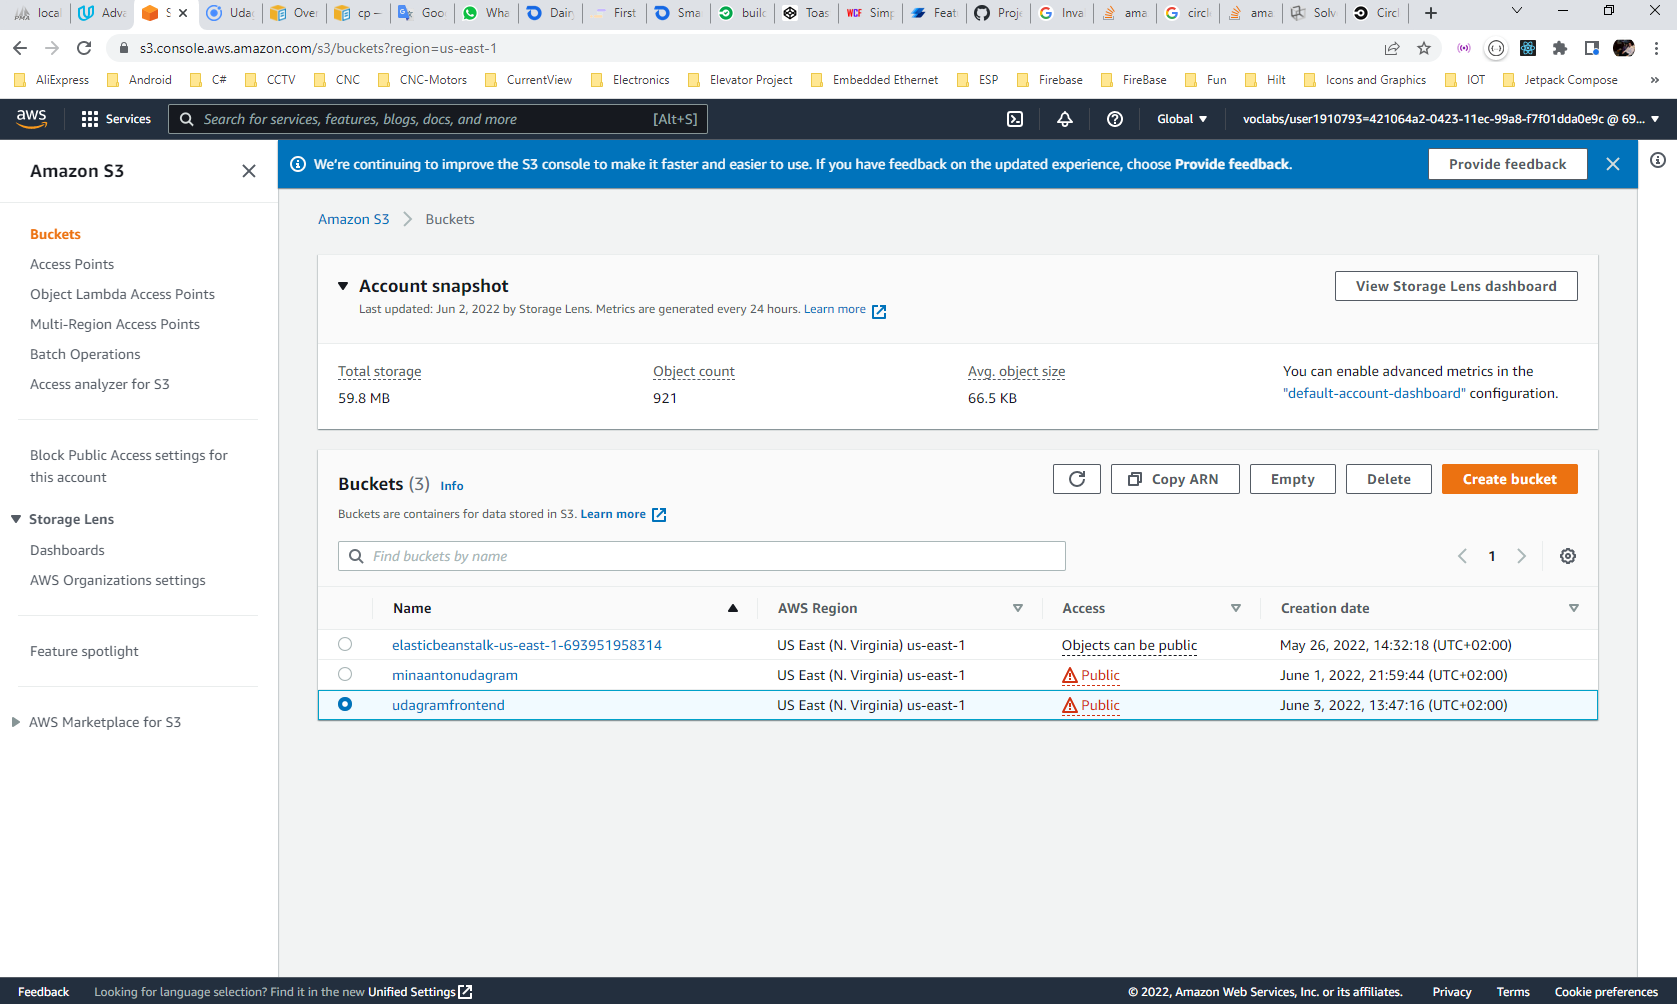 local
Adva
S
Uda
Over
cp –
Goo
Wha
Dair
First
Sma
build
Toas
WCF Simp
Feat
Proj
Inva
ama
circl
ama
Solv
Circl
s3.console.aws.amazon.com/s3/buckets?region=us-east-1
AliExpress Android C# CCTV CNC CNC-Motors CurrentView Electronics Elevator Project Embedded Ethernet ESP Firebase FireBase Fun Hilt Icons and Graphics IOT Jetpack Compose »
aws Services Search for services, features, blogs, docs, and more [Alt+S] Global voclabs/user1910793=421064a2-0423-11ec-99a8-f7f01dda0e9c @ 69...
Amazon S3
Buckets
Access Points
Object Lambda Access Points
Multi-Region Access Points
Batch Operations
Access analyzer for S3
Block Public Access settings for
this account
Storage Lens
Dashboards
AWS Organizations settings
Feature spotlight
AWS Marketplace for S3
We're continuing to improve the S3 console to make it faster and easier to use. If you have feedback on the updated experience, choose Provide feedback.
Provide feedback
Amazon S3 Buckets
Account snapshot
Last updated: Jun 2, 2022 by Storage Lens. Metrics are generated every 24 hours. Learn more
View Storage Lens dashboard
Total storage
59.8 MB
Object count
921
Avg. object size
66.5 KB
You can enable advanced metrics in the
"default-account-dashboard" configuration.
Buckets (3) Info
Copy ARN
Empty
Delete
Create bucket
Buckets are containers for data stored in S3. Learn more
Find buckets by name
1
Name AWS Region Access Creation date
elasticbeanstalk-us-east-1-693951958314 US East (N. Virginia) us-east-1 Objects can be public May 26, 2022, 14:32:18 (UTC+02:00)
minaantonudagram US East (N. Virginia) us-east-1 Public June 1, 2022, 21:59:44 (UTC+02:00)
udagramfrontend US East (N. Virginia) us-east-1 Public June 3, 2022, 13:47:16 (UTC+02:00)
Feedback Looking for language selection? Find it in the new Unified Settings © 2022, Amazon Web Services, Inc. or its affiliates. Privacy Terms Cookie preferences